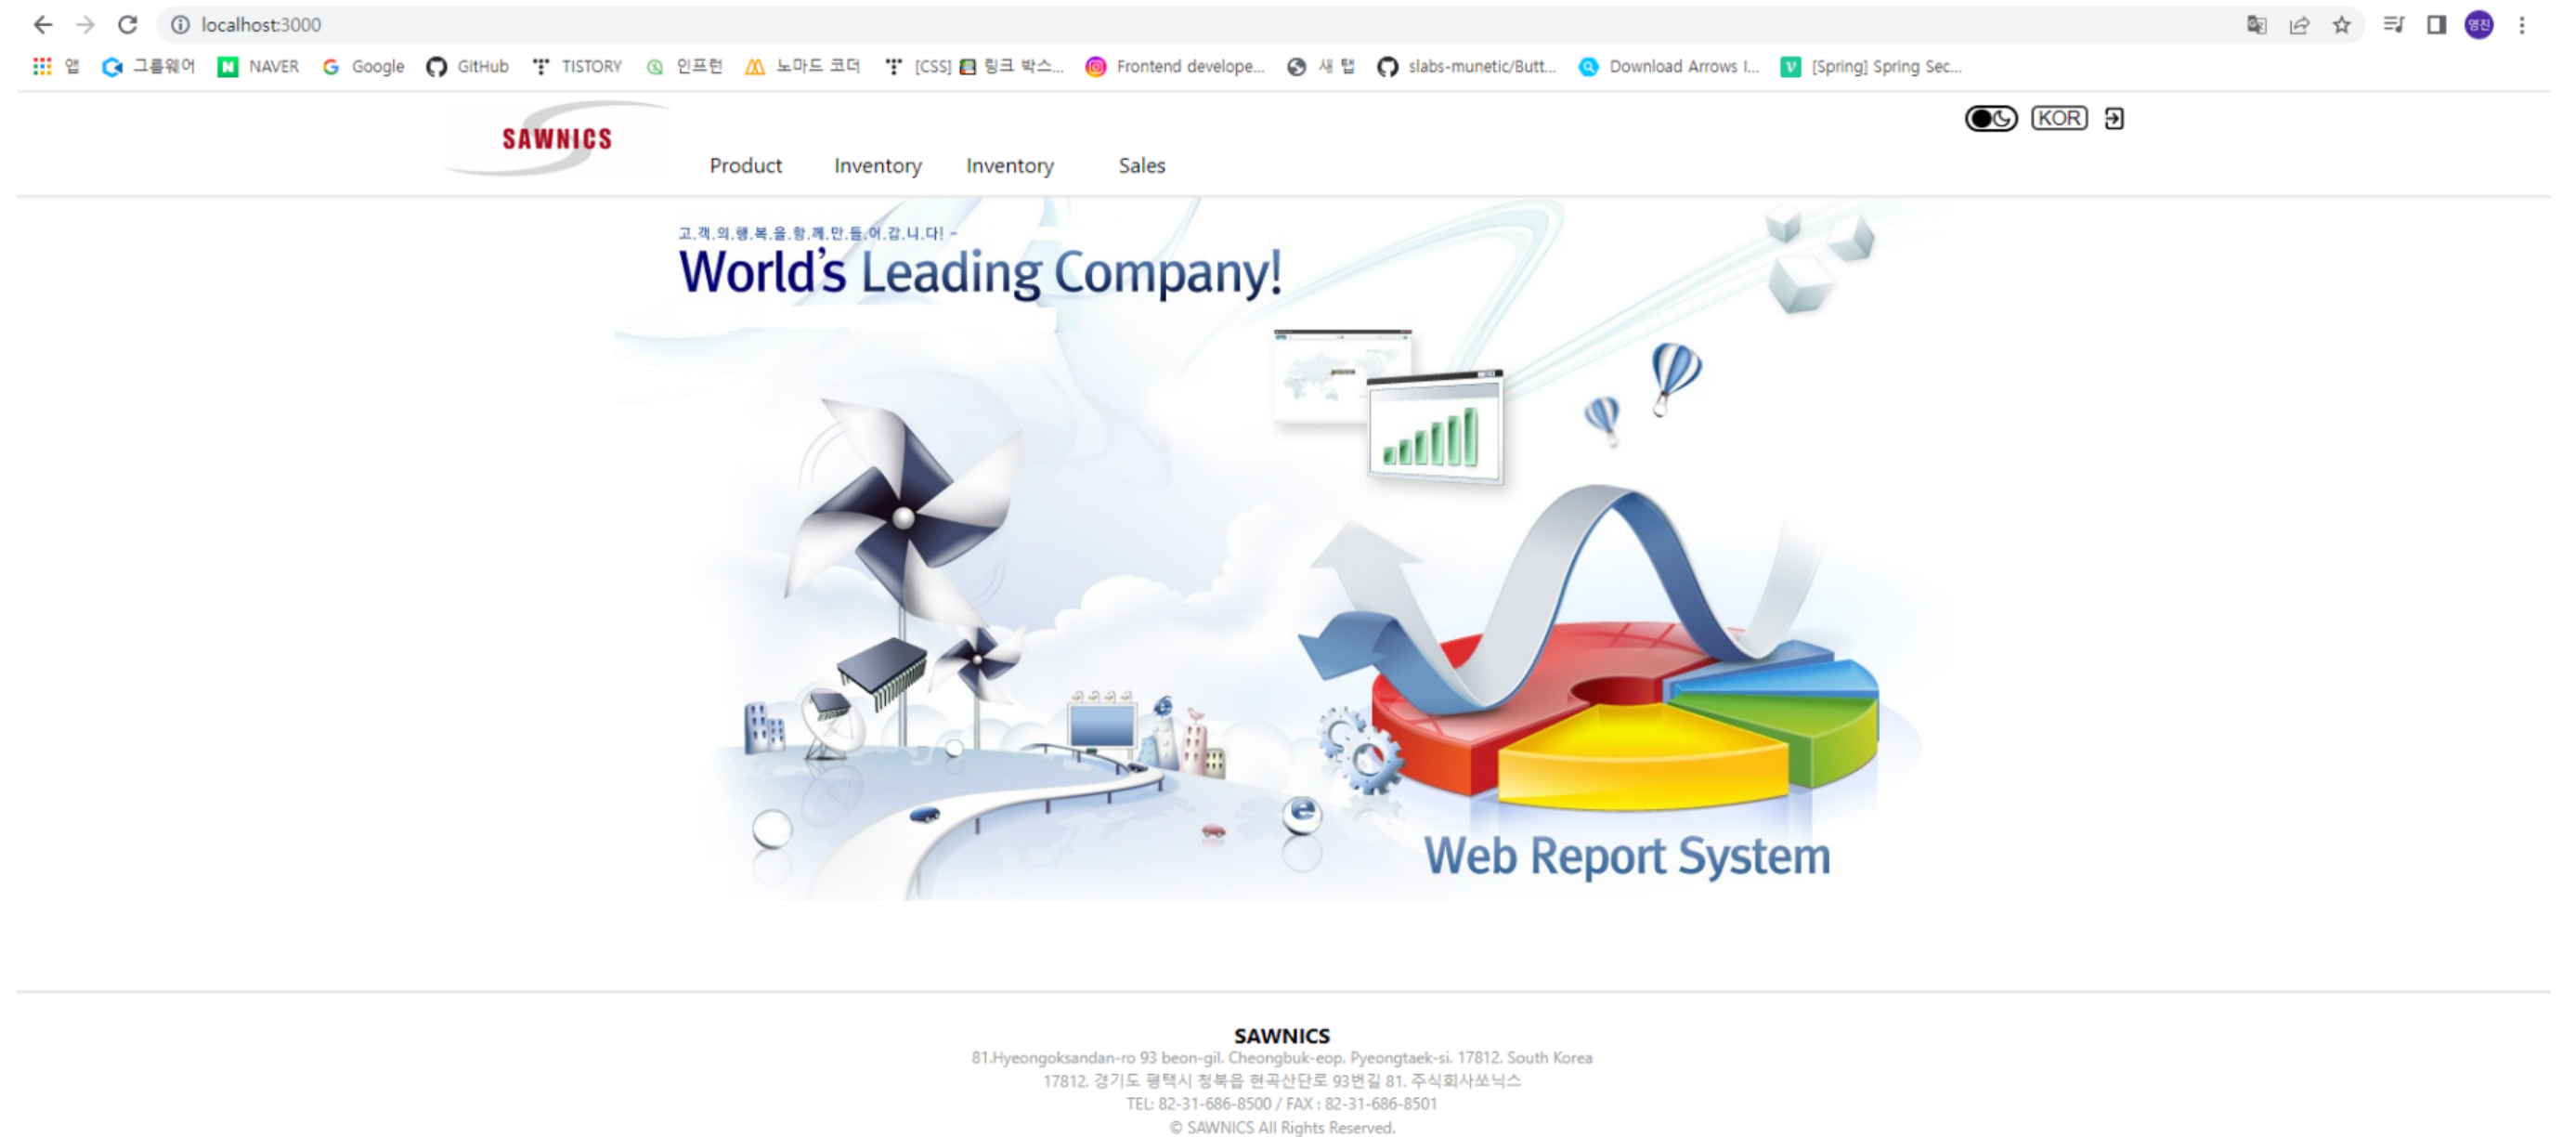 localhost:3000
영진
앱 그룹웨어 NAVER Google GitHub TISTORY 인프런 노마드 코더 [CSS] 링크 박스... Frontend develope... 새 탭 slabs-munetic/Butt... Download Arrows I... [Spring] Spring Sec...
SAWNICS
KOR
Product Inventory Inventory Sales
고.객.의.행.복.을.함.께.만.들.어.갑.니.다! –
World's Leading Company!
Web Report System
SAWNICS
81.Hyeongoksandan-ro 93 beon-gil. Cheongbuk-eop. Pyeongtaek-si. 17812. South Korea
17812. 경기도 평택시 청북읍 현곡산단로 93번길 81. 주식회사쏘닉스
TEL: 82-31-686-8500 / FAX : 82-31-686-8501
© SAWNICS All Rights Reserved.